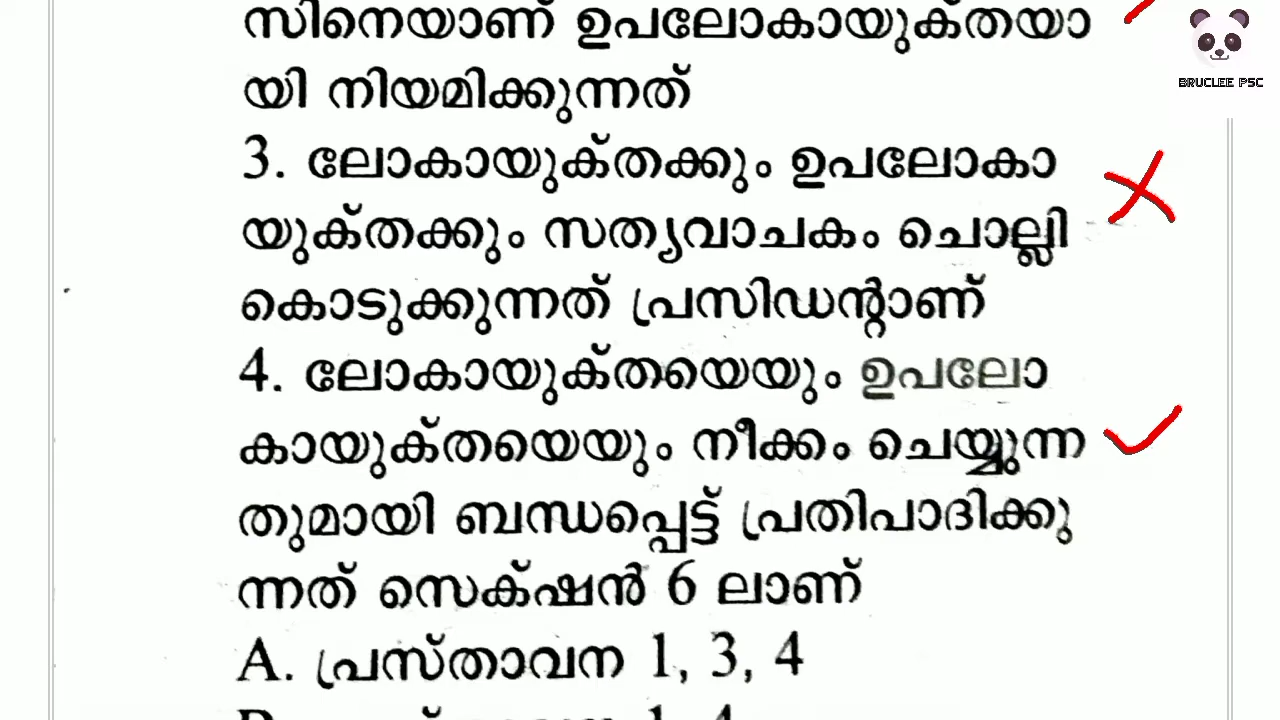 സിനെയാണ് ഉപലോകായുക്തയാ
യി നിയമിക്കുന്നത്
3. ലോകായുക്തക്കും ഉപലോകാ
യുക്തക്കും സത്യവാചകം ചൊല്ലി
കൊടുക്കുന്നത് പ്രസിഡന്റാണ്
4. ലോകായുക്തയെയും ഉപലോ
കായുക്തയെയും നീക്കം ചെയ്യുന്ന
തുമായി ബന്ധപ്പെട്ട് പ്രതിപാദിക്കു
ന്നത് സെക്ഷൻ 6 ലാണ്
A. പ്രസ്താവന 1, 3, 4
BRUCLEE PSC